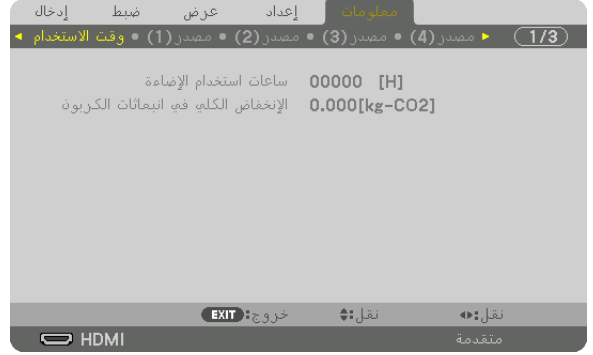 إدخال ضبط عرض إعداد معلومات
◄ وقت الاستخدام ● مصدر(1) ● مصدر(2) ● مصدر(3) ● مصدر(4) ► 1/3
ساعات استخدام الإضاءة 00000 [H]
الإنخفاض الكلي في انبعاثات الكربون 0.000[kg-CO2]
EXIT:خروج نقل: نقل:
HDMI متقدمة